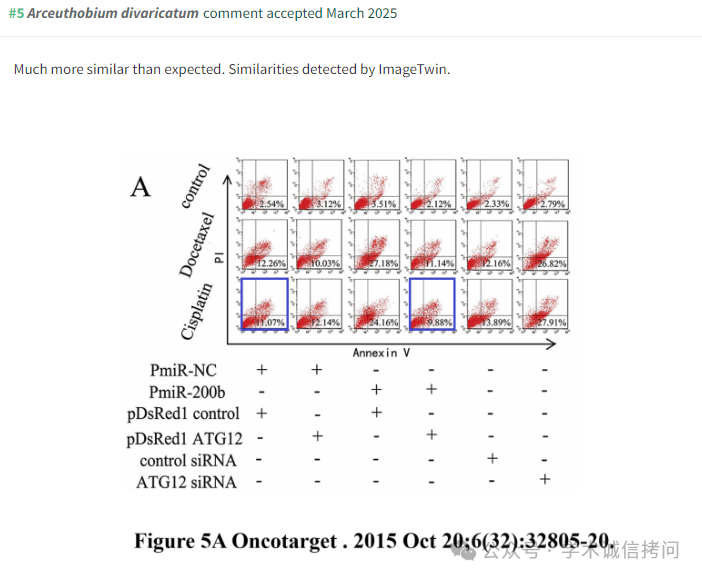 #5 Arceuthobium divaricatum comment accepted March 2025
Much more similar than expected. Similarities detected by ImageTwin.
A
control
2.54% 3.12% 3.51% 2.12% 2.33% 2.79%
Docetaxel
PI
12.26% 10.03% 27.18% 11.14% 12.16% 26.82%
Cisplatin
11.07% 12.14% 24.16% 9.88% 13.89% 27.91%
Annexin V
PmiR-NC + + - - - -
PmiR-200b - - + + - -
pDsRed1 control + - + - - -
pDsRed1 ATG12 - + - + - -
control siRNA - - - - + -
ATG12 siRNA - - - - - +
Figure 5A Oncotarget . 2015 Oct 20;6(32):32805-20.
公众号 · 学术诚信拷问